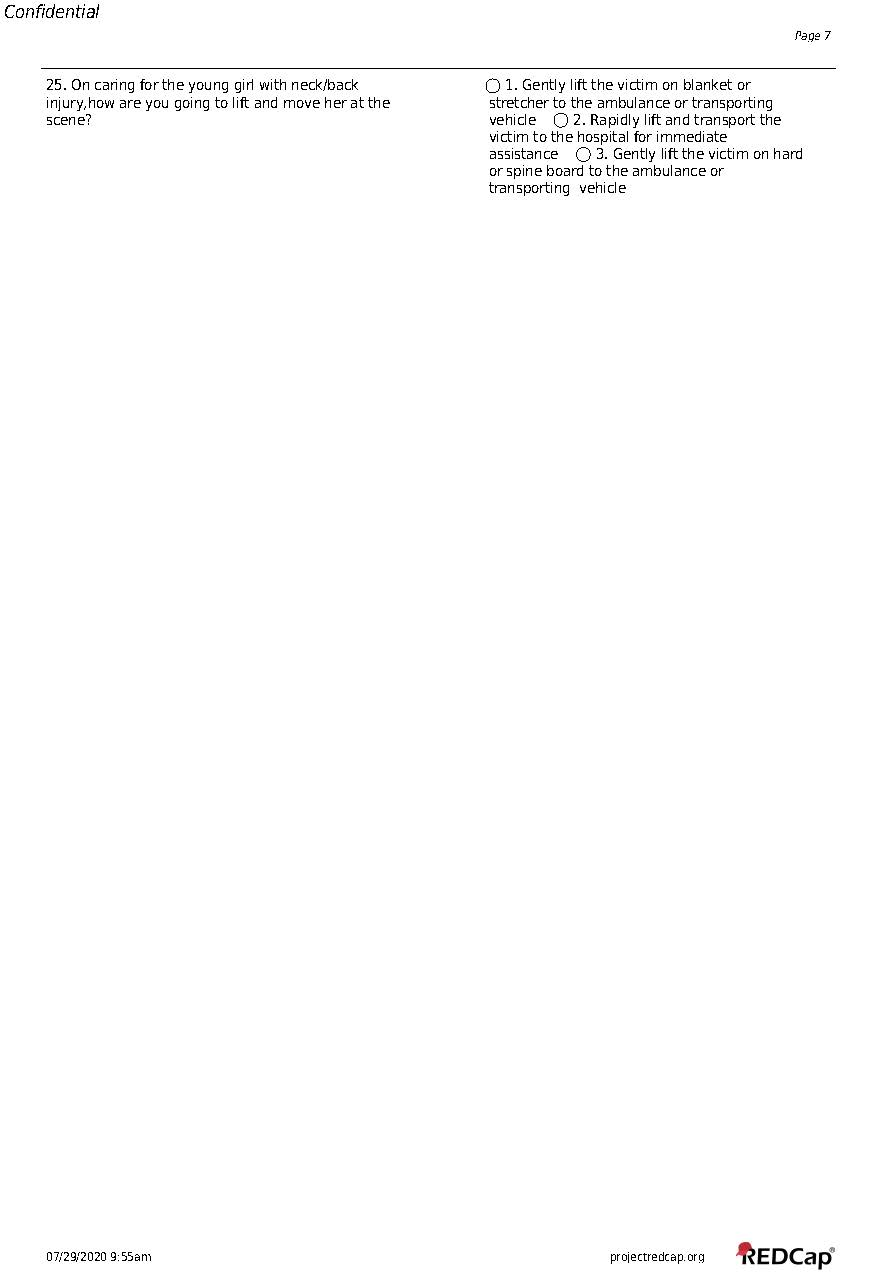 Confidential
Page 7
25. On caring for the young girl with neck/back
injury,how are you going to lift and move her at the
scene?
1. Gently lift the victim on blanket or
stretcher to the ambulance or transporting
vehicle 2. Rapidly lift and transport the
victim to the hospital for immediate
assistance 3. Gently lift the victim on hard
or spine board to the ambulance or
transporting vehicle
07/29/2020 9:55am
projectredcap.org
REDCap®